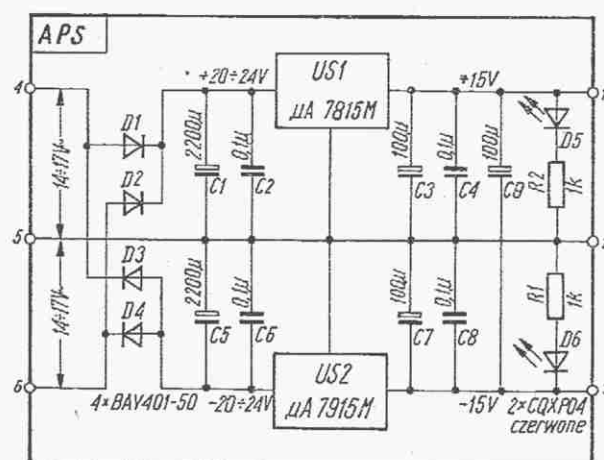 APS
4
+20÷24V
US1
μA 7815M
+15V
1
14÷17V
D1
D2
2200μ
C1
0,1μ
C2
100μ
C3
0,1μ
C4
100μ
C9
D5
R2
1k
5
14÷17V
D3
D4
2200μ
C5
0,1μ
C6
100μ
C7
0,1μ
C8
R1
1k
D6
6
4×BAY401-50
-20÷24V
US2
μA 7915M
-15V
2×CQXP04
czerwone